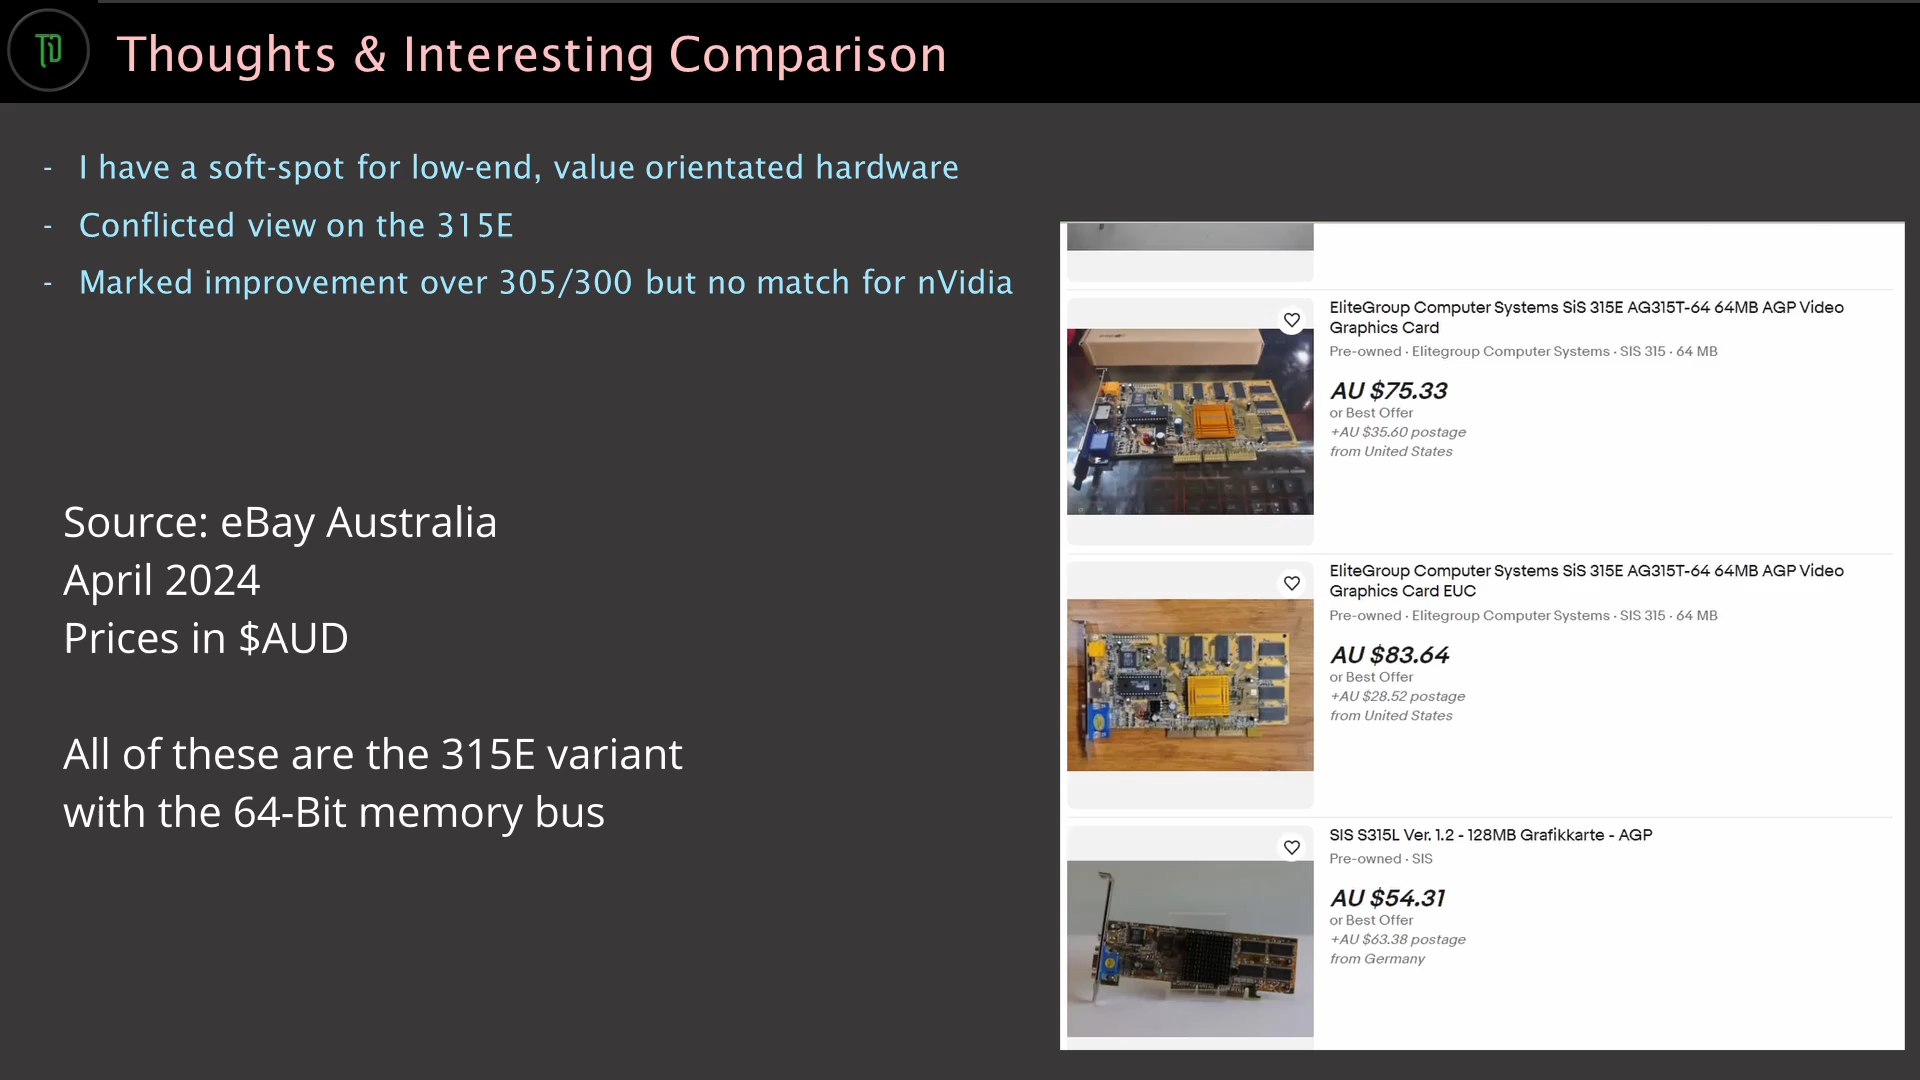 Thoughts & Interesting Comparison
- I have a soft-spot for low-end, value orientated hardware
- Conflicted view on the 315E
- Marked improvement over 305/300 but no match for nVidia
Source: eBay Australia
April 2024
Prices in $AUD
All of these are the 315E variant
with the 64-Bit memory bus
EliteGroup Computer Systems SiS 315E AG315T-64 64MB AGP Video
Graphics Card
Pre-owned · Elitegroup Computer Systems · SIS 315 · 64 MB
AU $75.33
or Best Offer
+AU $35.60 postage
from United States
EliteGroup Computer Systems SiS 315E AG315T-64 64MB AGP Video
Graphics Card EUC
Pre-owned · Elitegroup Computer Systems · SIS 315 · 64 MB
AU $83.64
or Best Offer
+AU $28.52 postage
from United States
SIS S315L Ver. 1.2 - 128MB Grafikkarte - AGP
Pre-owned · SIS
AU $54.31
or Best Offer
+AU $63.38 postage
from Germany